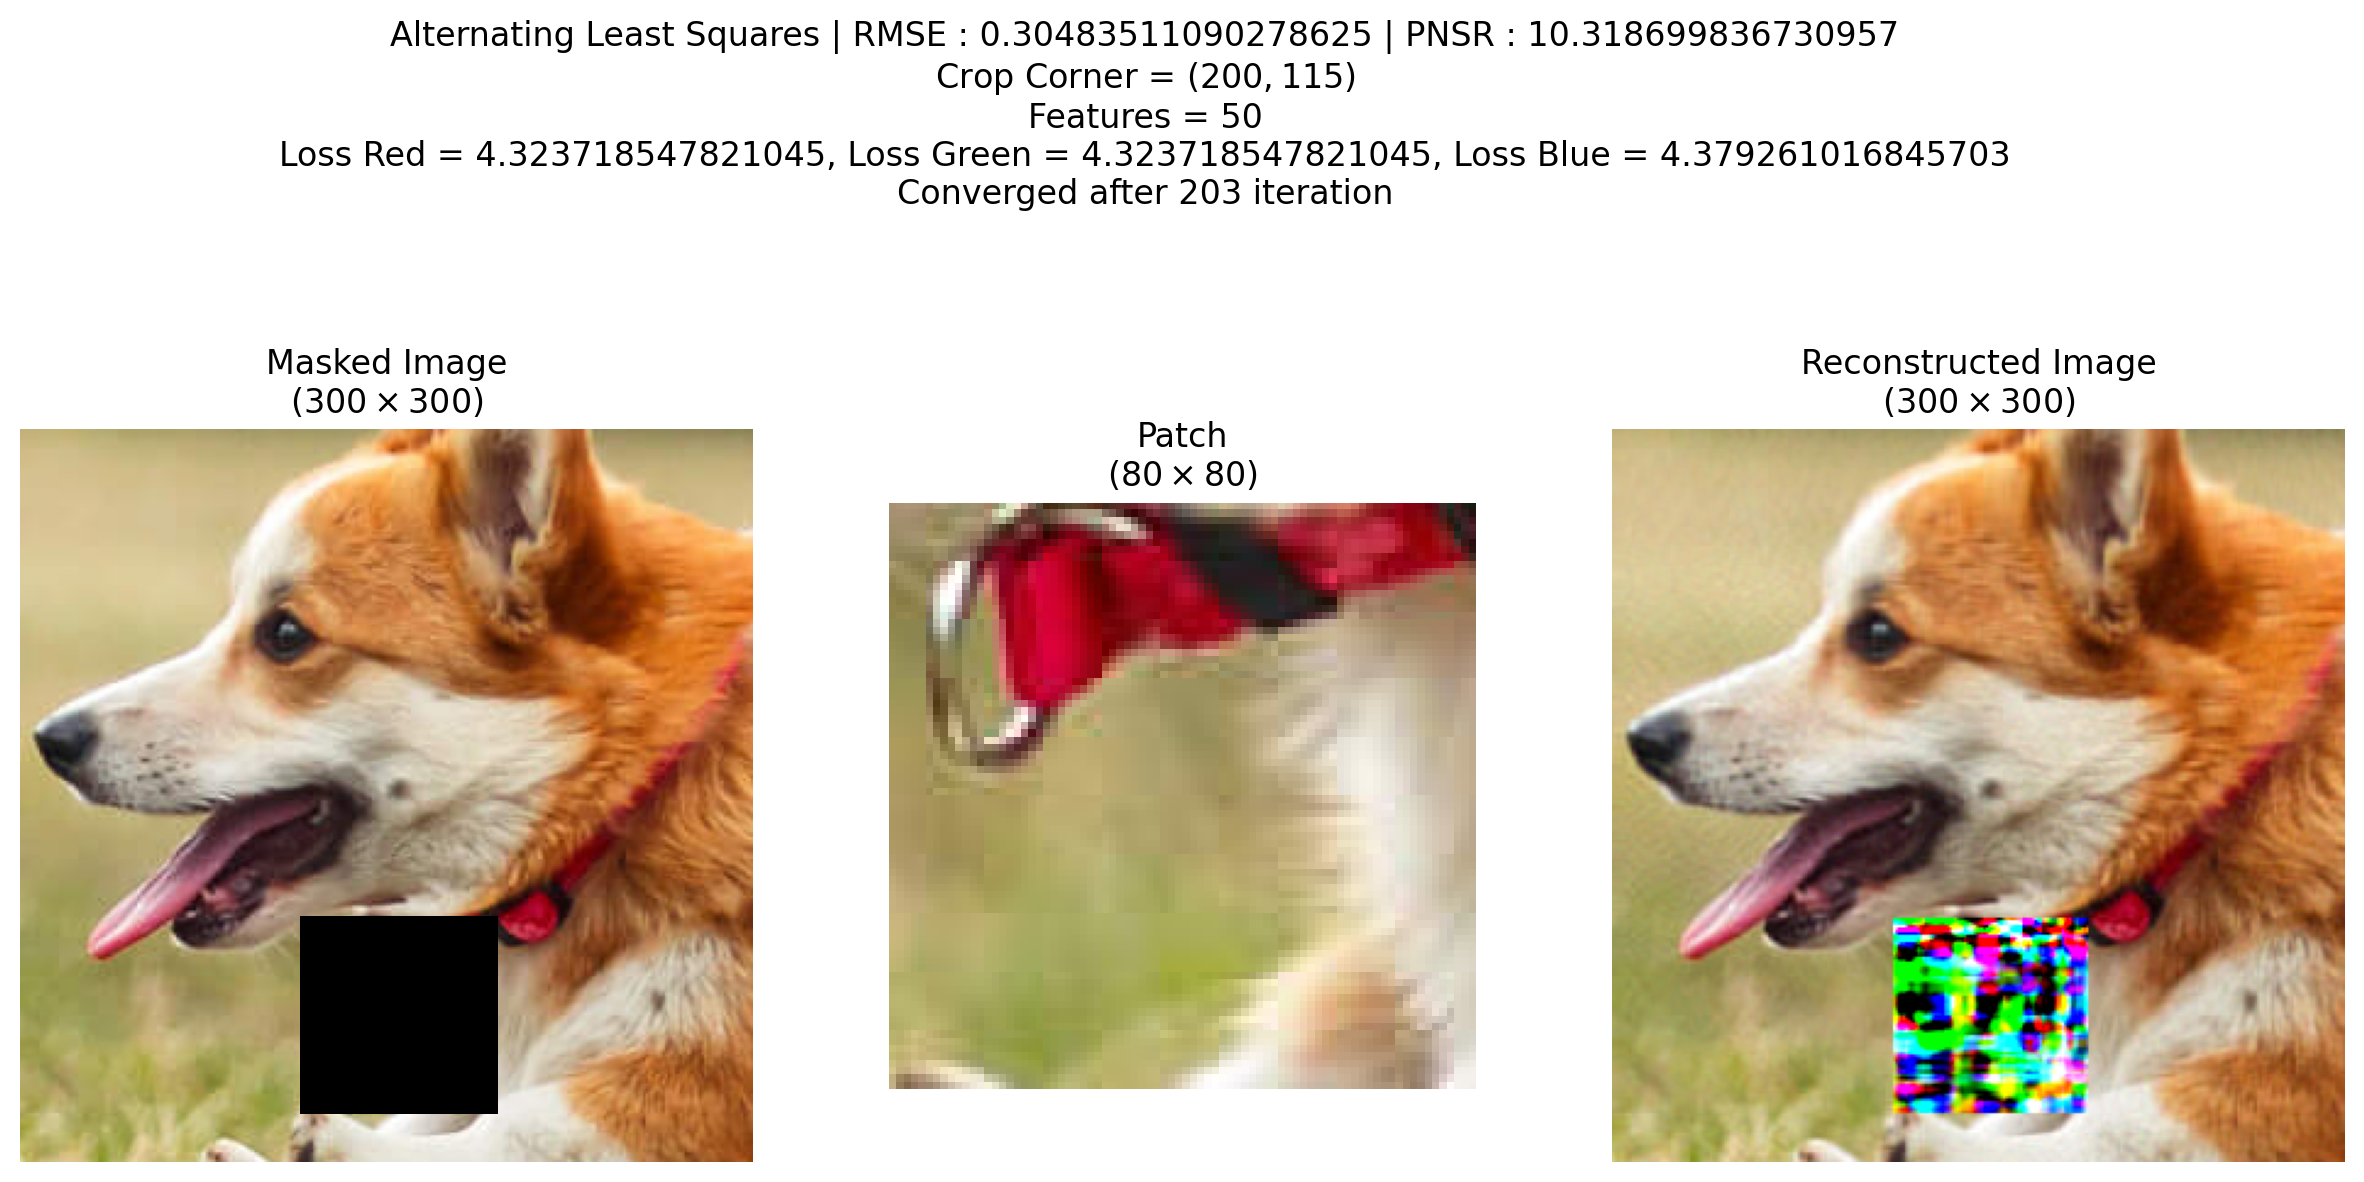 Alternating Least Squares | RMSE : 0.30483511090278625 | PNSR : 10.318699836730957
Crop Corner = (200, 115)
Features = 50
Loss Red = 4.323718547821045, Loss Green = 4.323718547821045, Loss Blue = 4.379261016845703
Converged after 203 iteration
Masked Image
(300 × 300)
Patch
(80 × 80)
Reconstructed Image
(300 × 300)